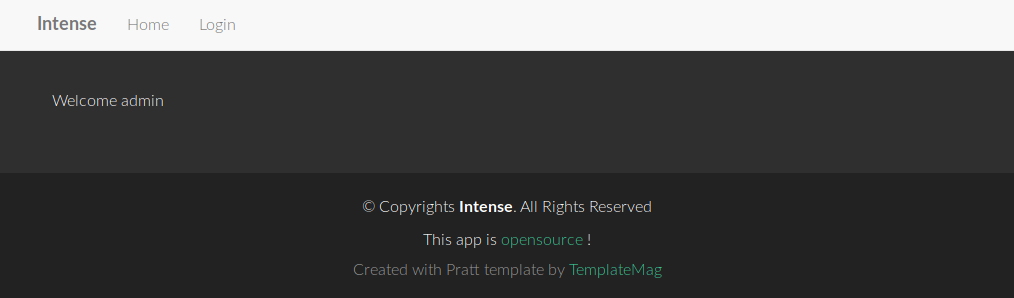 Intense Home Login
Welcome admin
© Copyrights Intense. All Rights Reserved
This app is opensource !
Created with Pratt template by TemplateMag